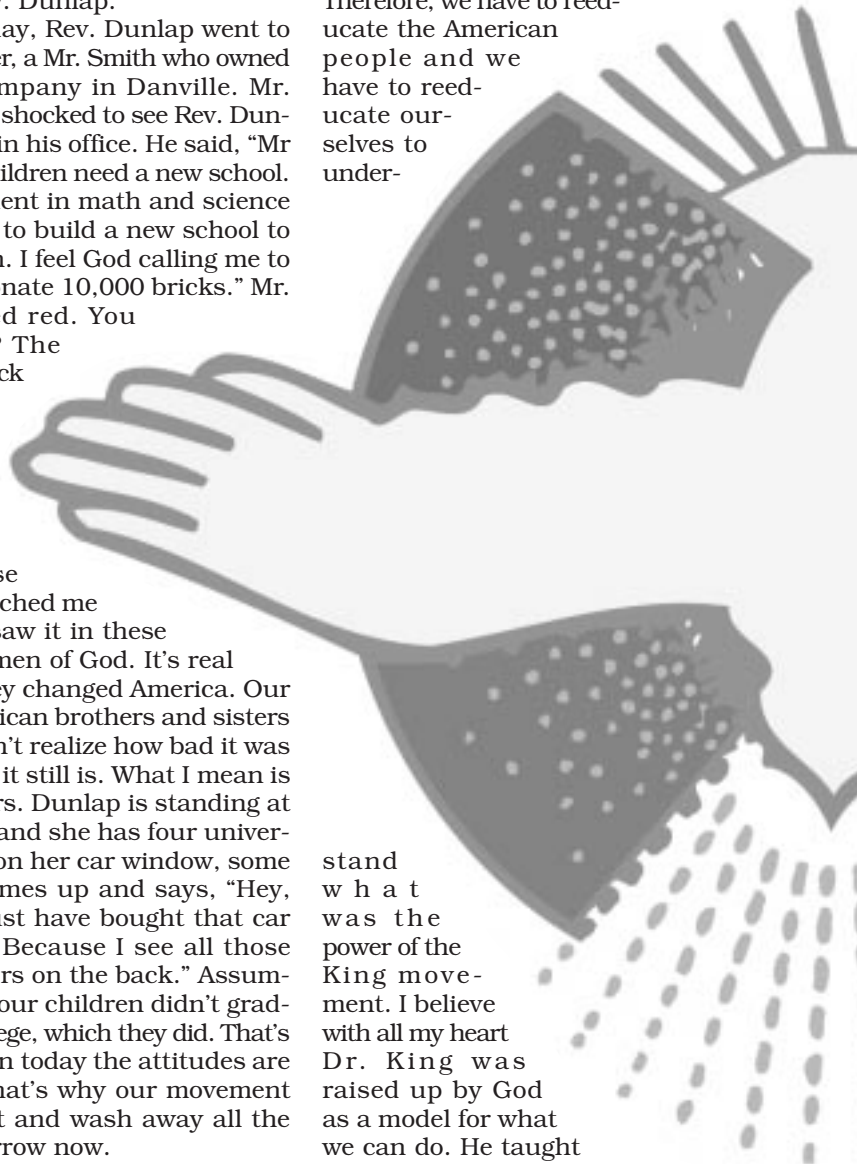 . Dunlap.
ay, Rev. Dunlap went to
er, a Mr. Smith who owned
mpany in Danville. Mr.
shocked to see Rev. Dun-
in his office. He said, “Mr
ildren need a new school.
ent in math and science
to build a new school to
n. I feel God calling me to
onate 10,000 bricks.” Mr.
ed red. You
? The
ck
se
ched me
saw it in these
men of God. It’s real
ey changed America. Our
ican brothers and sisters
n’t realize how bad it was
it still is. What I mean is
rs. Dunlap is standing at
and she has four univer-
on her car window, some
mes up and says, “Hey,
ust have bought that car
Because I see all those
ers on the back.” Assum-
our children didn’t grad-
ege, which they did. That’s
n today the attitudes are
hat’s why our movement
t and wash away all the
rrow now.
Therefore, we have to reed-
ucate the American
people and we
have to reed-
ucate our-
selves to
under-
stand
what
was the
power of the
King move-
ment. I believe
with all my heart
Dr. King was
raised up by God
as a model for what
we can do. He taught